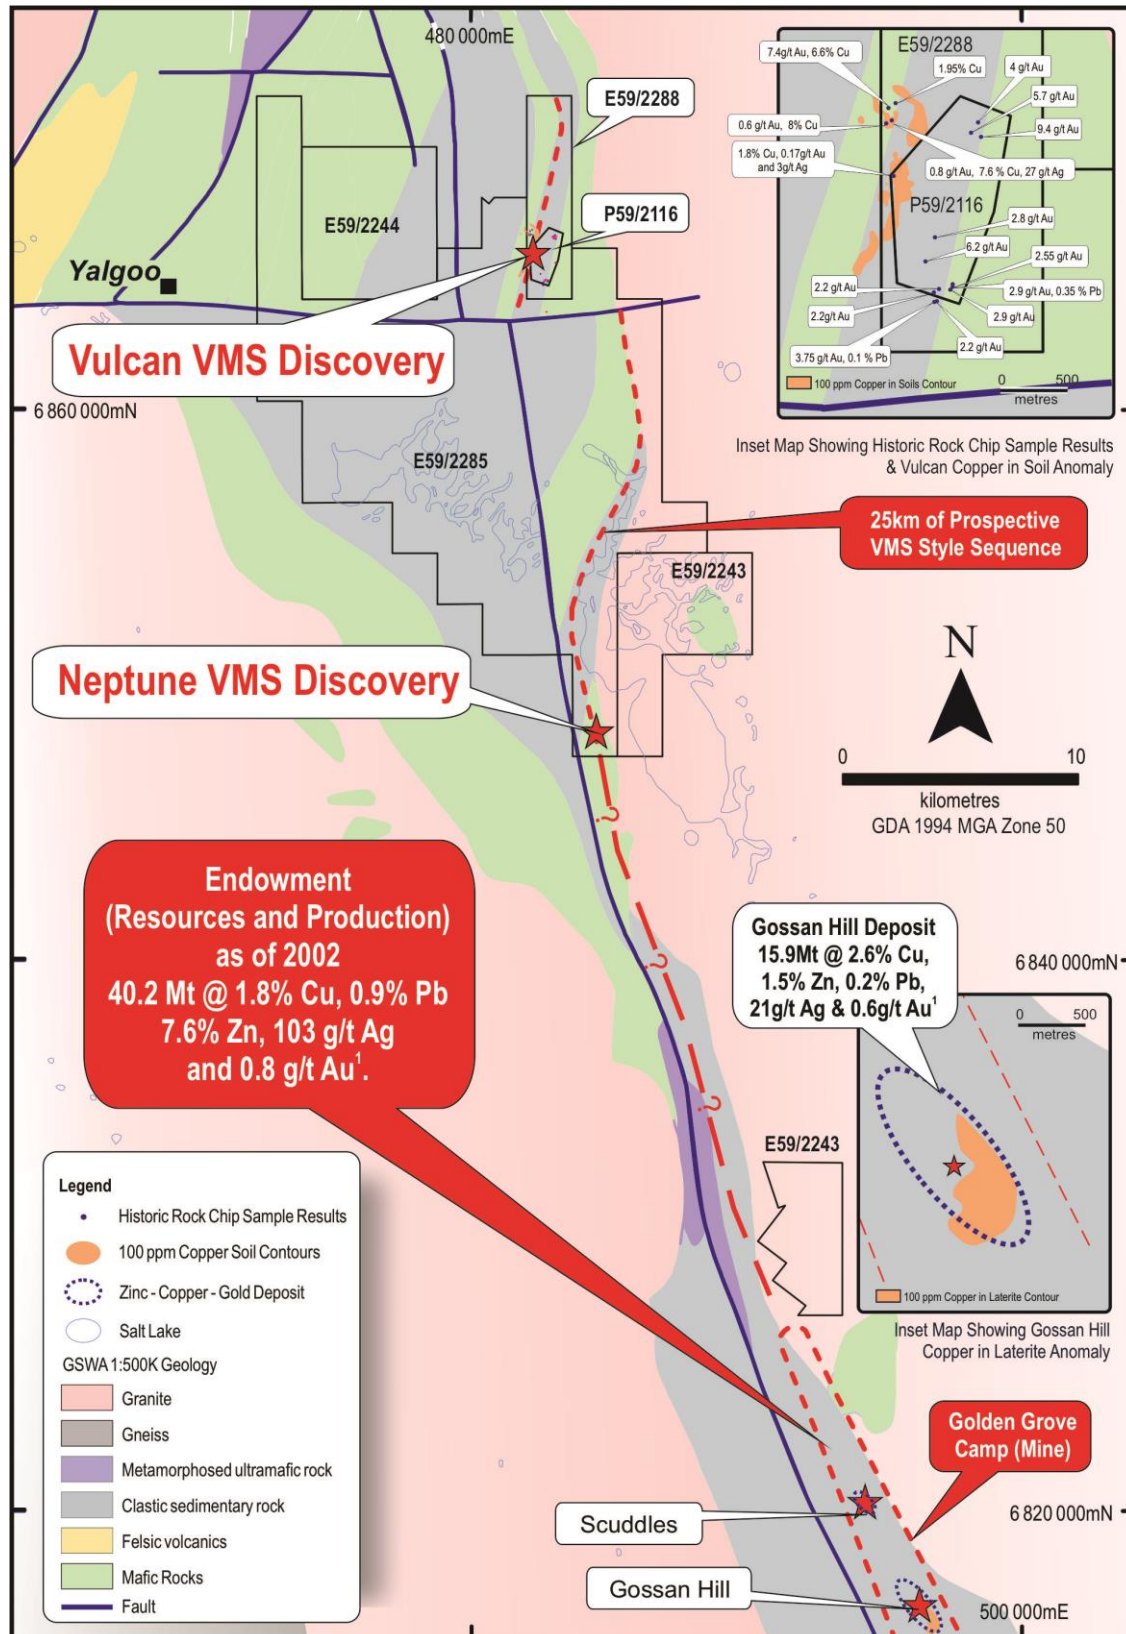 480 000mE
E59/2288
P59/2116
E59/2244
Yalgoo
Vulcan VMS Discovery
6 860 000mN
E59/2285
E59/2288
7.4g/t Au, 6.6% Cu
1.95% Cu
4 g/t Au
5.7 g/t Au
9.4 g/t Au
0.6 g/t Au, 8% Cu
1.8% Cu, 0.17g/t Au
and 3g/t Ag
0.8 g/t Au, 7.6 % Cu, 27 g/t Ag
P59/2116
2.8 g/t Au
6.2 g/t Au
2.55 g/t Au
2.2 g/t Au
2.9 g/t Au, 0.35 % Pb
2.2g/t Au
2.9 g/t Au
3.75 g/t Au, 0.1 % Pb
2.2 g/t Au
100 ppm Copper in Soils Contour
0 500
metres
Inset Map Showing Historic Rock Chip Sample Results
& Vulcan Copper in Soil Anomaly
25km of Prospective
VMS Style Sequence
E59/2243
Neptune VMS Discovery
N
0 10
kilometres
GDA 1994 MGA Zone 50
?
?
?
Endowment
(Resources and Production)
as of 2002
40.2 Mt @ 1.8% Cu, 0.9% Pb
7.6% Zn, 103 g/t Ag
and 0.8 g/t Au¹.
Gossan Hill Deposit
15.9Mt @ 2.6% Cu,
1.5% Zn, 0.2% Pb,
21g/t Ag & 0.6g/t Au¹
6 840 000mN
0 500
metres
100 ppm Copper in Laterite Contour
Inset Map Showing Gossan Hill
Copper in Laterite Anomaly
E59/2243
Legend
Historic Rock Chip Sample Results
100 ppm Copper Soil Contours
Zinc - Copper - Gold Deposit
Salt Lake
GSWA 1:500K Geology
Granite
Gneiss
Metamorphosed ultramafic rock
Clastic sedimentary rock
Felsic volcanics
Mafic Rocks
Fault
Golden Grove
Camp (Mine)
Scuddles
6 820 000mN
Gossan Hill
500 000mE